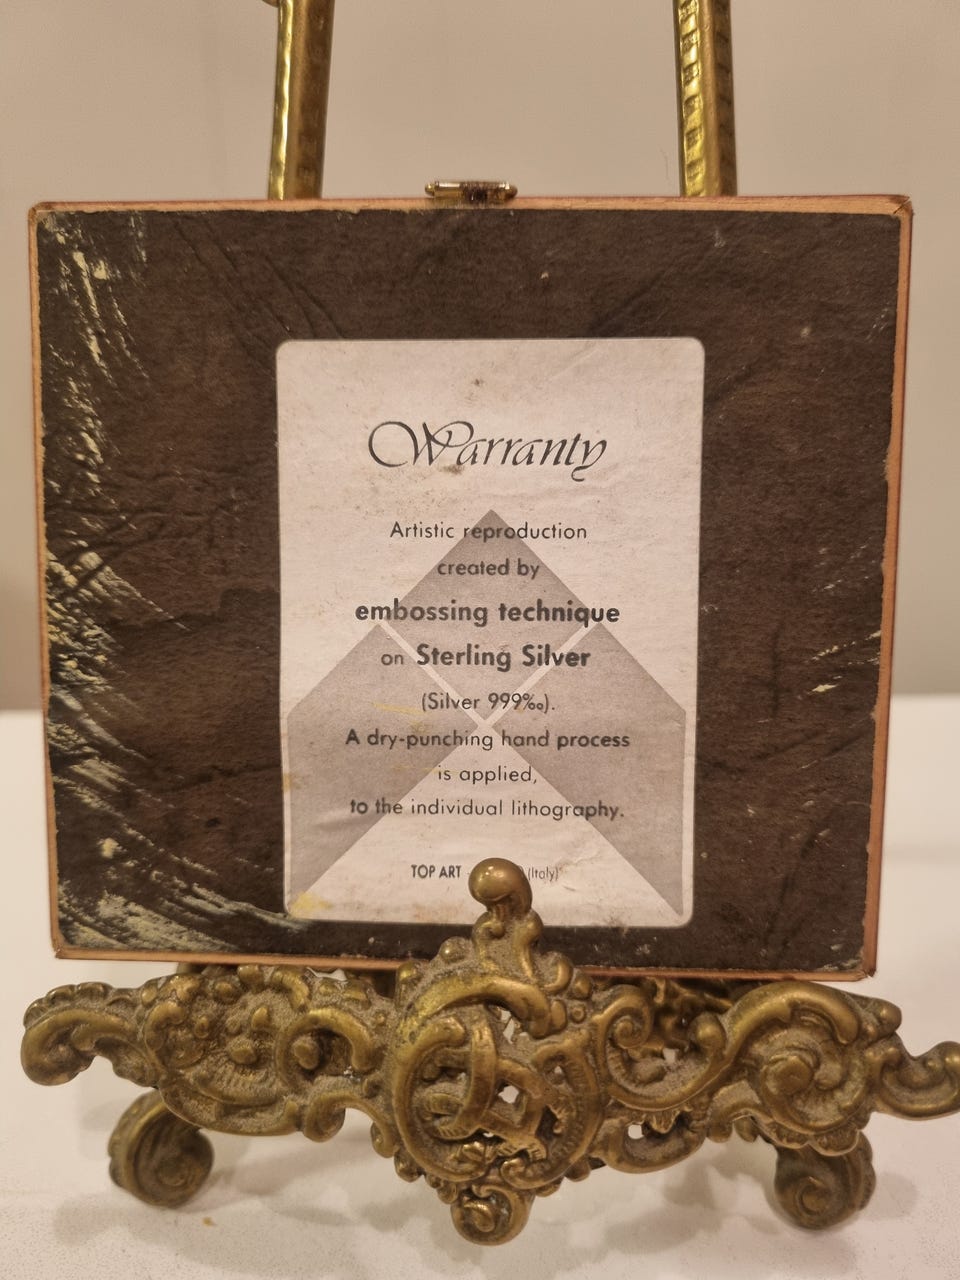 Warranty
Artistic reproduction
created by
embossing technique
on Sterling Silver
(Silver 999‰).
A dry-punching hand process
is applied,
to the individual lithography.
TOP ART (Italy)